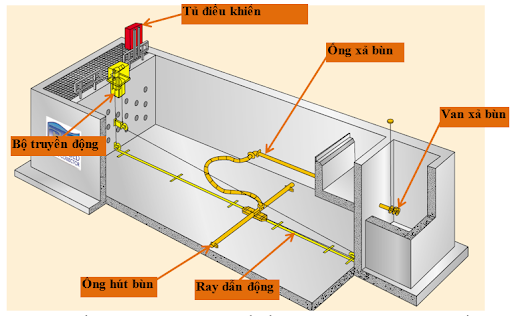 Tủ điều khiển
Ống xả bùn
Van xả bùn
Bộ truyền động
Ống hút bùn
Ray dẫn động